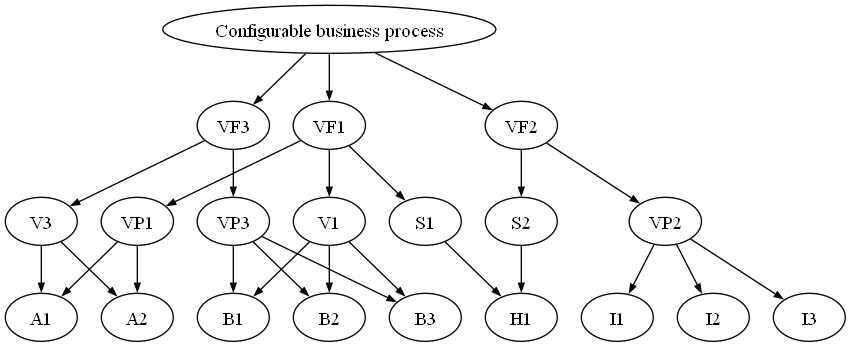 Configurable business process
VF3 VF1 VF2
V3 VP1 VP3 V1 S1 S2 VP2
A1 A2 B1 B2 B3 H1 I1 I2 I3